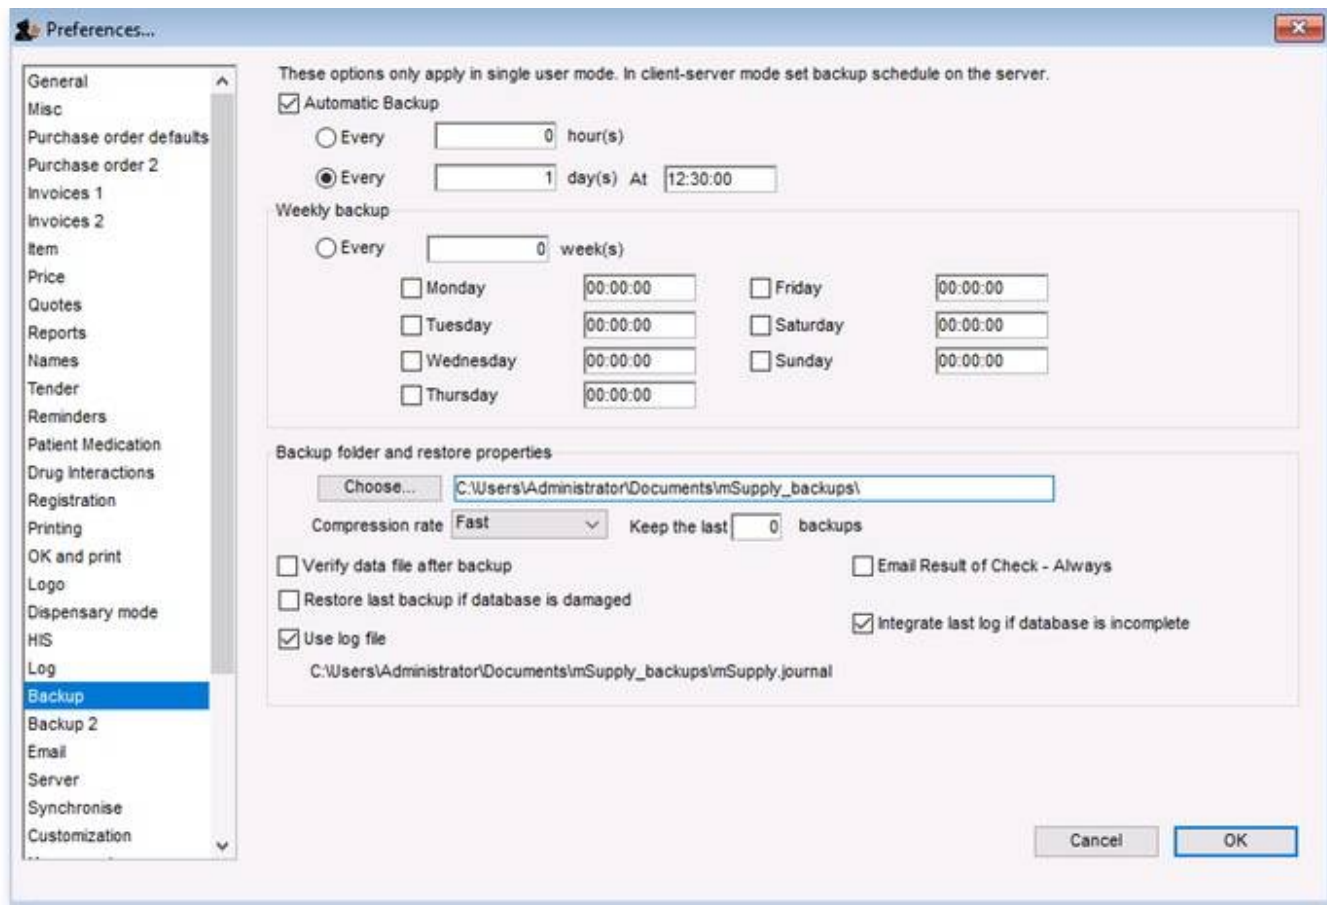 Preferences...
General
Misc
Purchase order defaults
Purchase order 2
Invoices 1
Invoices 2
Item
Price
Quotes
Reports
Names
Tender
Reminders
Patient Medication
Drug Interactions
Registration
Printing
OK and print
Logo
Dispensary mode
HIS
Log
Backup
Backup 2
Email
Server
Synchronise
Customization
These options only apply in single user mode. In client-server mode set backup schedule on the server.
Automatic Backup
Every 0 hour(s)
Every 1 day(s) At 12:30:00
Weekly backup
Every 0 week(s)
Monday 00:00:00 Friday 00:00:00
Tuesday 00:00:00 Saturday 00:00:00
Wednesday 00:00:00 Sunday 00:00:00
Thursday 00:00:00
Backup folder and restore properties
Choose... C:\Users\Administrator\Documents\mSupply_backups\
Compression rate Fast Keep the last 0 backups
Verify data file after backup Email Result of Check - Always
Restore last backup if database is damaged
Integrate last log if database is incomplete
Use log file
C:\Users\Administrator\Documents\mSupply_backups\mSupply.journal
Cancel OK